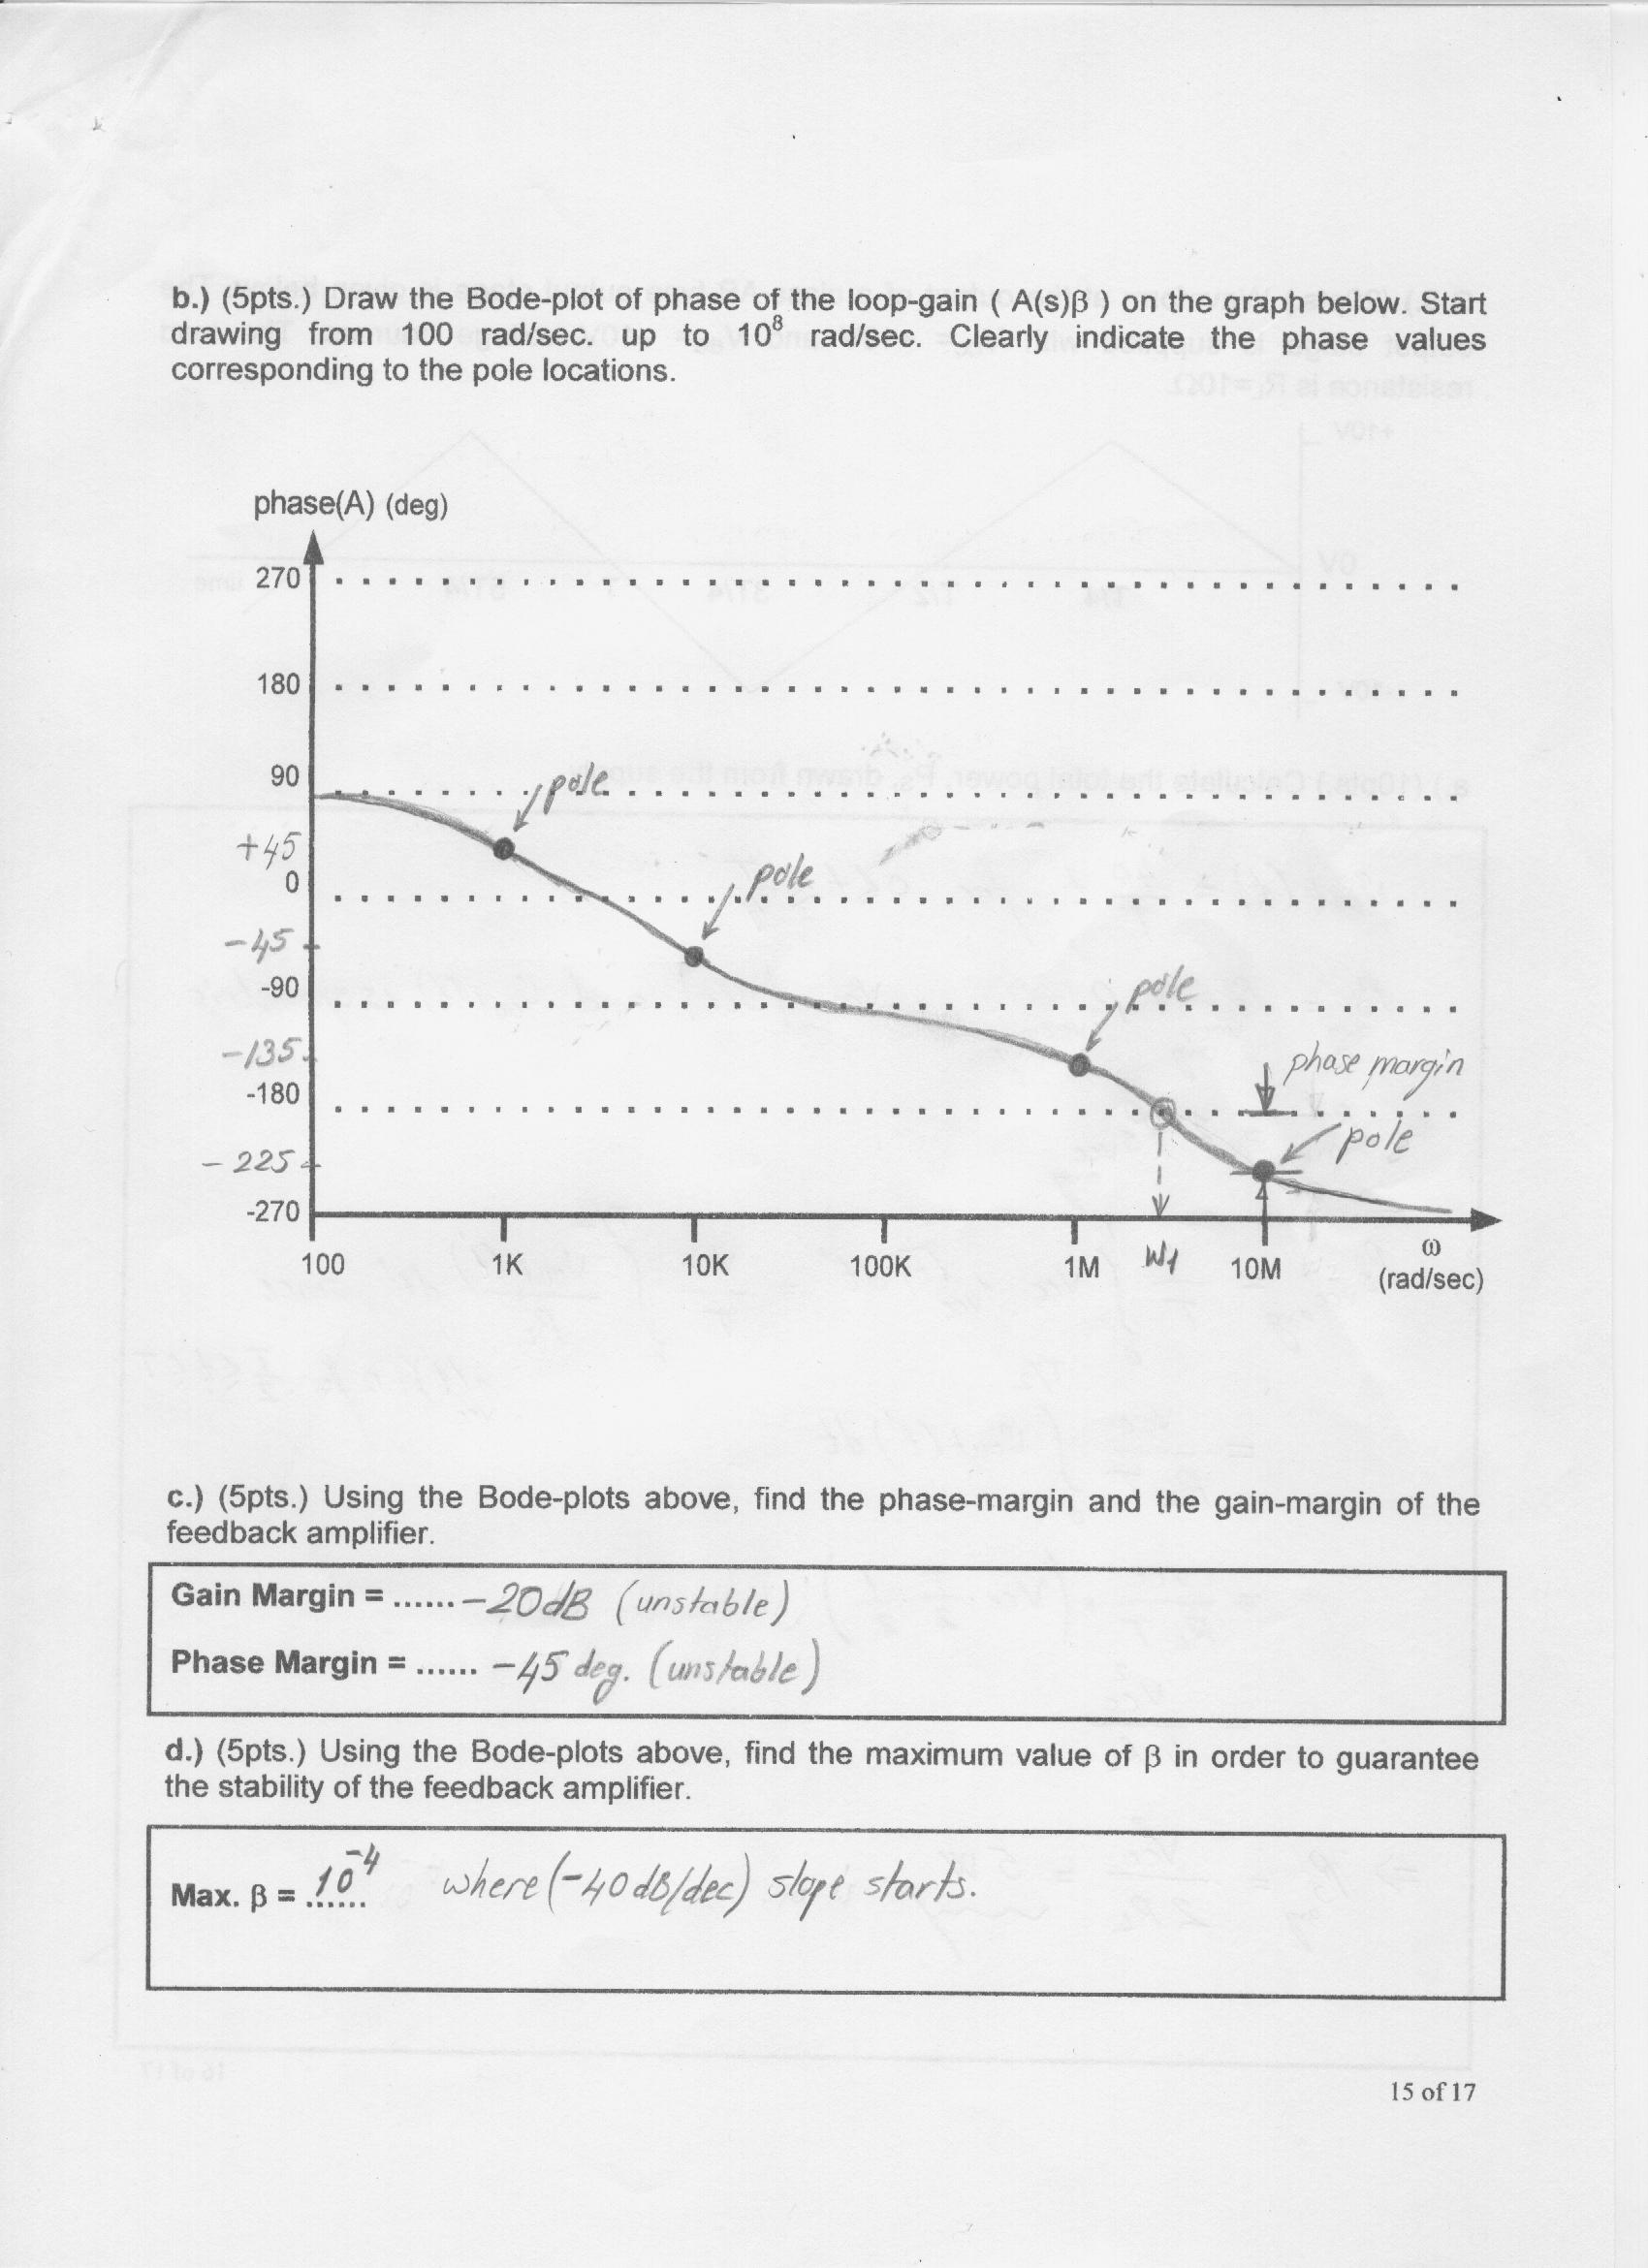 b.) (5pts.) Draw the Bode-plot of phase of the loop-gain ( A(s)β ) on the graph below. Start
drawing from 100 rad/sec. up to 10⁸ rad/sec. Clearly indicate the phase values
corresponding to the pole locations.
phase(A) (deg)
270
180
90
pole
+45
pole
0
-45
-90
pole
-135
phase margin
-180
pole
-225
-270
100 1K 10K 100K 1M W1 10M ω
(rad/sec)
c.) (5pts.) Using the Bode-plots above, find the phase-margin and the gain-margin of the
feedback amplifier.
Gain Margin = ...... -20dB (unstable)
Phase Margin = ...... -45 deg. (unstable)
d.) (5pts.) Using the Bode-plots above, find the maximum value of β in order to guarantee
the stability of the feedback amplifier.
Max. β = 10⁻⁴ ...... where (-40dB/dec) slope starts.
15 of 17